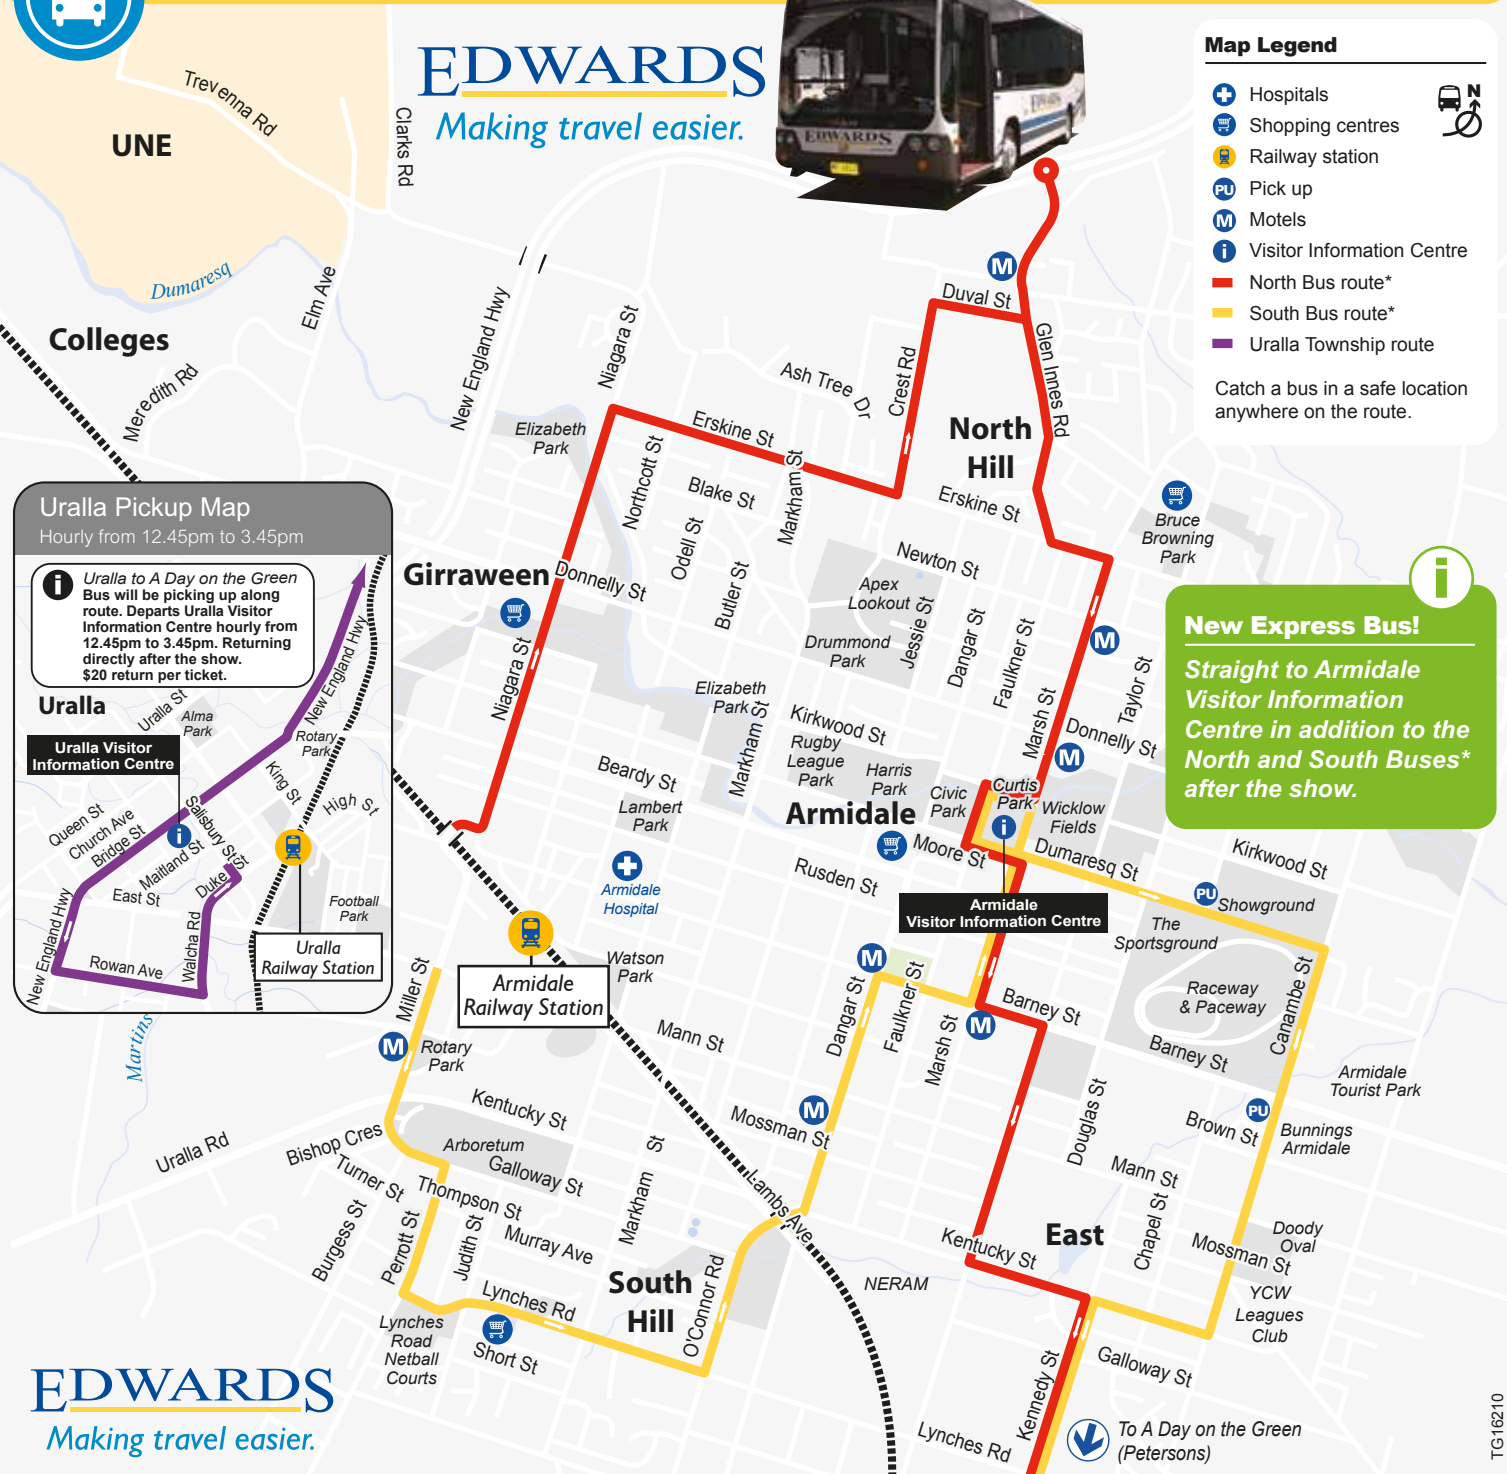 EDWARDS
Making travel easier.
EDWARDS
Map Legend
Hospitals
Shopping centres
Railway station
PU Pick up
M Motels
i Visitor Information Centre
North Bus route*
South Bus route*
Uralla Township route
N
Catch a bus in a safe location
anywhere on the route.
UNE
Trevenna Rd
Clarks Rd
Dumaresq
Elm Ave
Colleges
Meredith Rd
New England Hwy
Niagara St
Ash Tree Dr
Crest Rd
M
Duval St
Glen Innes Rd
North
Hill
Elizabeth
Park
Erskine St
Northcott St
Blake St
Markham St
Erskine St
Odell St
Butler St
Newton St
Bruce
Browning
Park
Girraween
Donnelly St
Niagara St
Apex
Lookout
Drummond
Park
Jessie St
Dangar St
Faulkner St
Marsh St
M
Taylor St
Donnelly St
M
Elizabeth
Park
Markham St
Kirkwood St
Rugby
League
Park
Harris
Park
Civic
Park
Curtis
Park
Wicklow
Fields
Beardy St
Lambert
Park
Armidale
Moore St
i
Dumaresq St
Kirkwood St
Rusden St
Armidale
Hospital
Armidale
Visitor Information Centre
PU
Showground
The
Sportsground
Raceway
& Paceway
Canambe St
Watson
Park
Armidale
Railway Station
M
Dangar St
Faulkner St
Marsh St
M
Barney St
Barney St
Armidale
Tourist Park
Mann St
Miller St
M
Rotary
Park
Kentucky St
M
Mossman St
Douglas St
Brown St
PU
Bunnings
Armidale
Uralla Rd
Bishop Cres
Arboretum
Galloway St
Markham St
Lambs Ave
Mann St
Chapel St
Turner St
Thompson St
Burgess St
Perrott St
Judith St
Murray Ave
Kentucky St
East
Mossman St
Doody
Oval
South
Hill
O'Connor Rd
NERAM
YCW
Leagues
Club
Lynches Rd
Lynches
Road
Netball
Courts
Short St
Galloway St
Kennedy St
Lynches Rd
To A Day on the Green
(Petersons)
New Express Bus!
i
Straight to Armidale
Visitor Information
Centre in addition to the
North and South Buses*
after the show.
Uralla Pickup Map
Hourly from 12.45pm to 3.45pm
i
Uralla to A Day on the Green
Bus will be picking up along
route. Departs Uralla Visitor
Information Centre hourly from
12.45pm to 3.45pm. Returning
directly after the show.
$20 return per ticket.
Uralla
Uralla St
Alma
Park
New England Hwy
Rotary
Park
Uralla Visitor
Information Centre
King St
High St
Queen St
Church Ave
Bridge St
Salisbury St
i
Maitland St
East St
Duke St
Football
Park
New England Hwy
Rowan Ave
Walcha Rd
Uralla
Railway Station
Martins
EDWARDS
Making travel easier.
TG16210